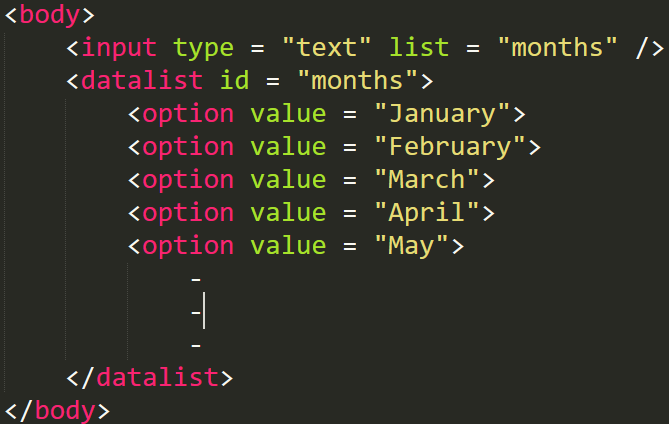 <body>
    <input type = "text" list = "months" />
    <datalist id = "months">
        <option value = "January">
        <option value = "February">
        <option value = "March">
        <option value = "April">
        <option value = "May">
            -
            -
            -
    </datalist>
</body>